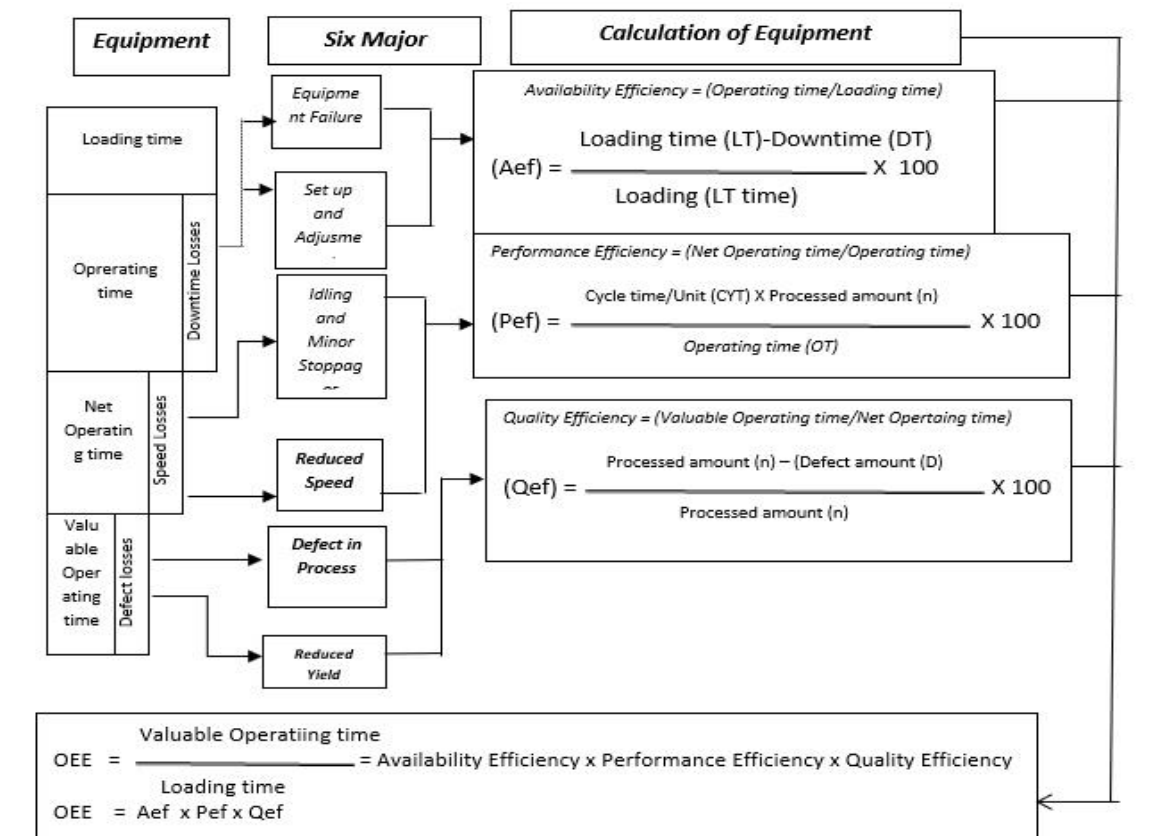 Equipment
Six Major
Calculation of Equipment
Loading time
Oprerating
time
Downtime Losses
Net
Operatin
g time
Speed Losses
Valu
able
Oper
ating
time
Defect losses
Equipme
nt Failure
Set up
and
Adjusme
Idling
and
Minor
Stoppag
Reduced
Speed
Defect in
Process
Reduced
Yield
Availability Efficiency = (Operating time/Loading time)
Loading time (LT)-Downtime (DT)
(Aef) = X 100
Loading (LT time)
Performance Efficiency = (Net Operating time/Operating time)
Cycle time/Unit (CYT) X Processed amount (n)
(Pef) = X 100
Operating time (OT)
Quality Efficiency = (Valuable Operating time/Net Opertaing time)
Processed amount (n) – (Defect amount (D)
(Qef) = X 100
Processed amount (n)
Valuable Operatiing time
OEE = = Availability Efficiency x Performance Efficiency x Quality Efficiency
Loading time
OEE = Aef x Pef x Qef